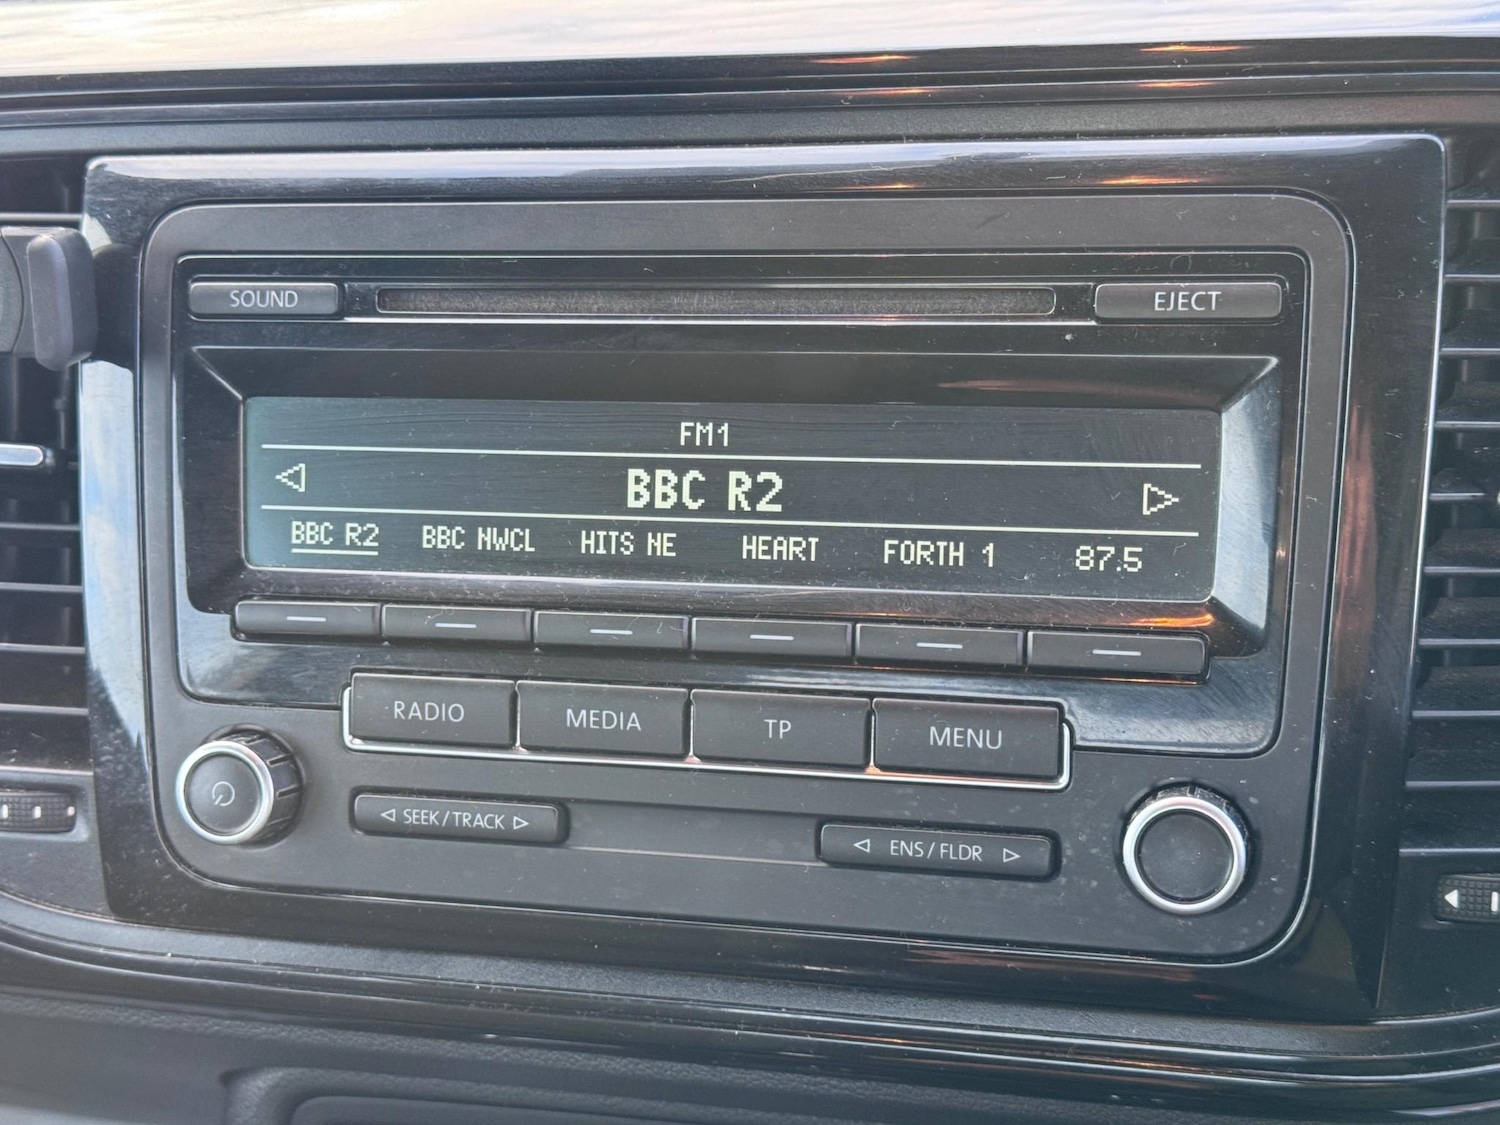 SOUND
EJECT
FM1
BBC R2
BBC R2 BBC NWCL HITS NE HEART FORTH 1 87.5
RADIO MEDIA TP MENU
SEEK / TRACK
ENS / FLDR